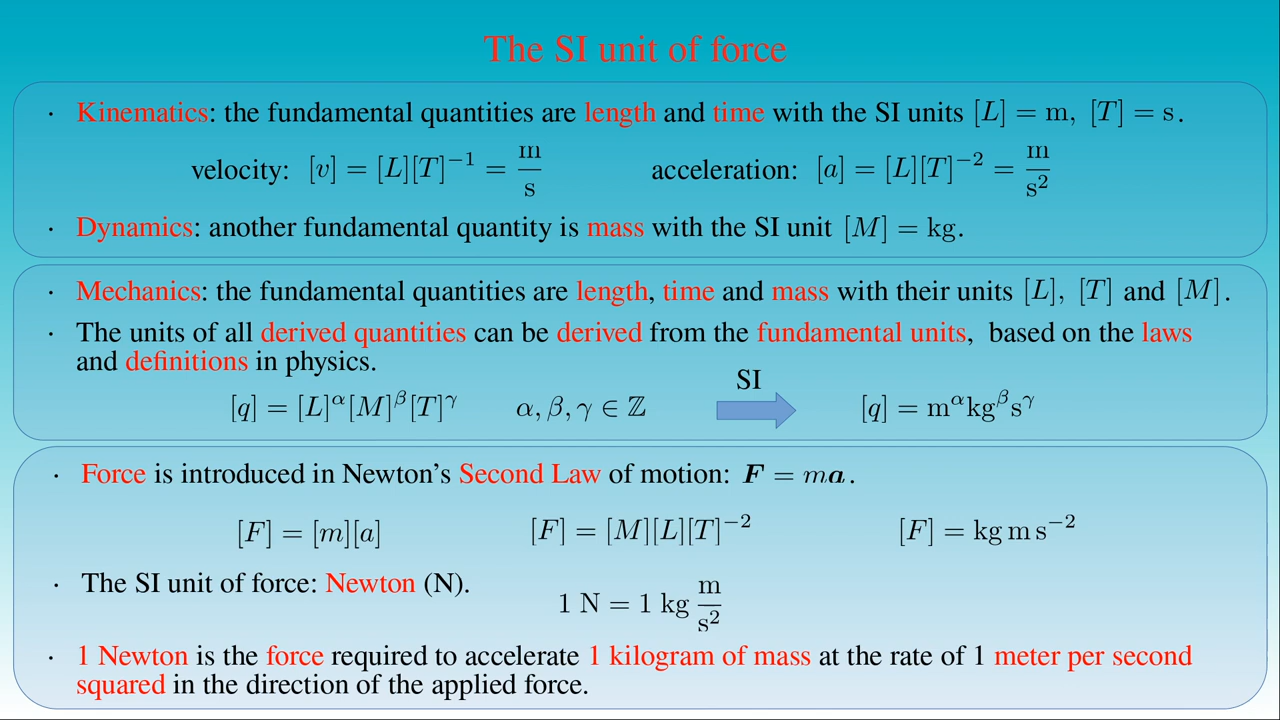 The SI unit of force
· Kinematics: the fundamental quantities are length and time with the SI units [L] = m, [T] = s.
velocity: [v] = [L][T]⁻¹ = m/s acceleration: [a] = [L][T]⁻² = m/s²
· Dynamics: another fundamental quantity is mass with the SI unit [M] = kg.
· Mechanics: the fundamental quantities are length, time and mass with their units [L], [T] and [M].
· The units of all derived quantities can be derived from the fundamental units, based on the laws
and definitions in physics.
SI
[q] = [L]^α[M]^β[T]^γ α, β, γ ∈ ℤ [q] = m^αkg^βs^γ
· Force is introduced in Newton's Second Law of motion: F = ma.
[F] = [m][a] [F] = [M][L][T]⁻² [F] = kg m s⁻²
· The SI unit of force: Newton (N).
1 N = 1 kg m/s²
· 1 Newton is the force required to accelerate 1 kilogram of mass at the rate of 1 meter per second
squared in the direction of the applied force.